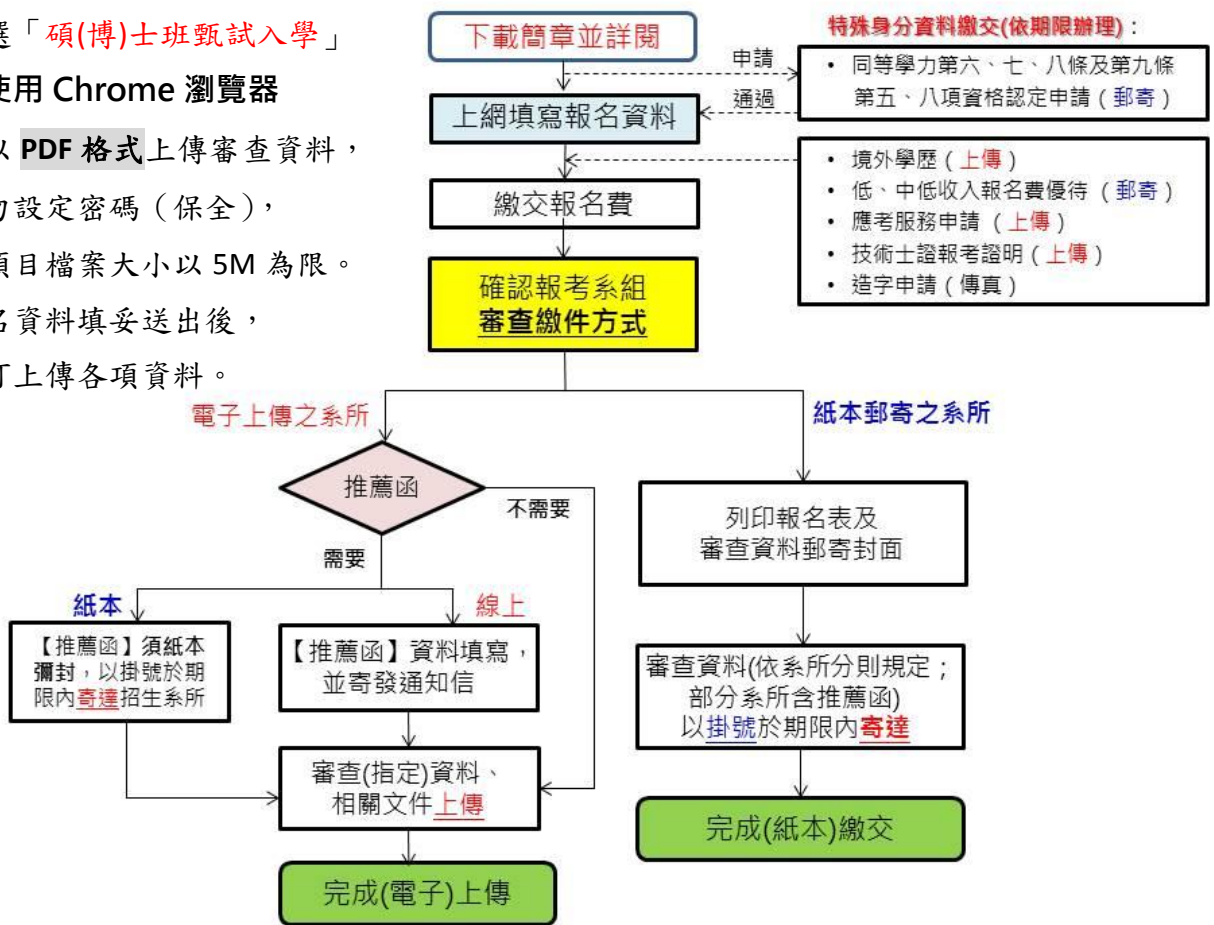 選「碩(博)士班甄試入學」
使用 Chrome 瀏覽器
以 PDF 格式上傳審查資料，
勿設定密碼（保全），
項目檔案大小以 5M 為限。
名資料填妥送出後，
可上傳各項資料。
下載簡章並詳閱
申請
通過
特殊身分資料繳交(依期限辦理)：
• 同等學力第六、七、八條及第九條
第五、八項資格認定申請（郵寄）
上網填寫報名資料
• 境外學歷（上傳）
• 低、中低收入報名費優待（郵寄）
• 應考服務申請（上傳）
• 技術士證報考證明（上傳）
• 造字申請（傳真）
繳交報名費
確認報考系組
審查繳件方式
電子上傳之系所
紙本郵寄之系所
推薦函
不需要
需要
紙本
線上
【推薦函】須紙本
彌封，以掛號於期
限內寄達招生系所
【推薦函】資料填寫，
並寄發通知信
審查(指定)資料、
相關文件上傳
完成(電子)上傳
列印報名表及
審查資料郵寄封面
審查資料(依系所分則規定；
部分系所含推薦函)
以掛號於期限內寄達
完成(紙本)繳交